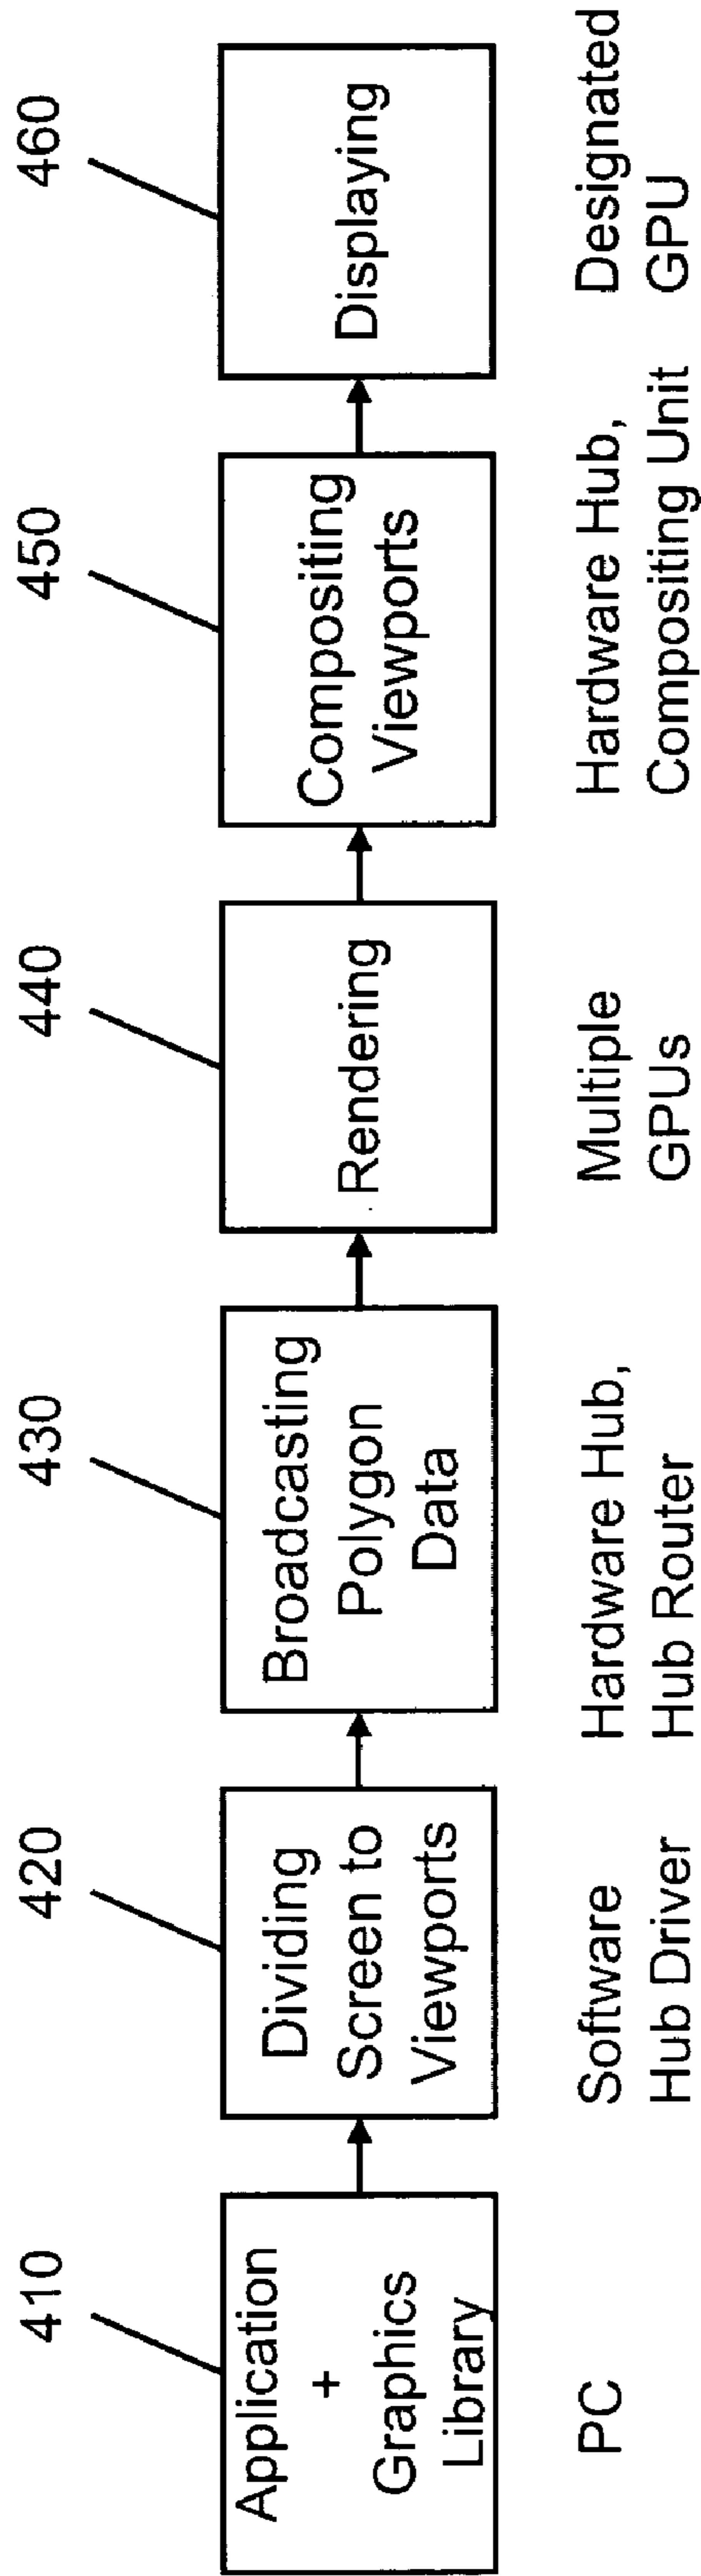 410
Application
+
Graphics
Library
PC
420
Dividing
Screen to
Viewports
Software
Hub Driver
430
Broadcasting
Polygon
Data
Hardware Hub,
Hub Router
440
Rendering
Multiple
GPUs
450
Compositing
Viewports
Hardware Hub,
Compositing Unit
460
Displaying
Designated
GPU